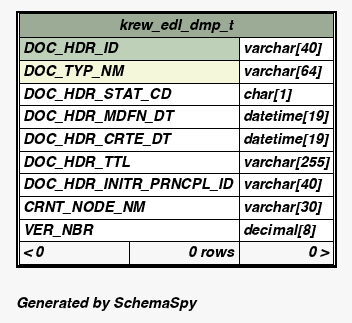 krew_edl_dmp_t
DOC_HDR_ID varchar[40]
DOC_TYP_NM varchar[64]
DOC_HDR_STAT_CD char[1]
DOC_HDR_MDFN_DT datetime[19]
DOC_HDR_CRTE_DT datetime[19]
DOC_HDR_TTL varchar[255]
DOC_HDR_INITR_PRNCPL_ID varchar[40]
CRNT_NODE_NM varchar[30]
VER_NBR decimal[8]
< 0 0 rows 0 >
Generated by SchemaSpy